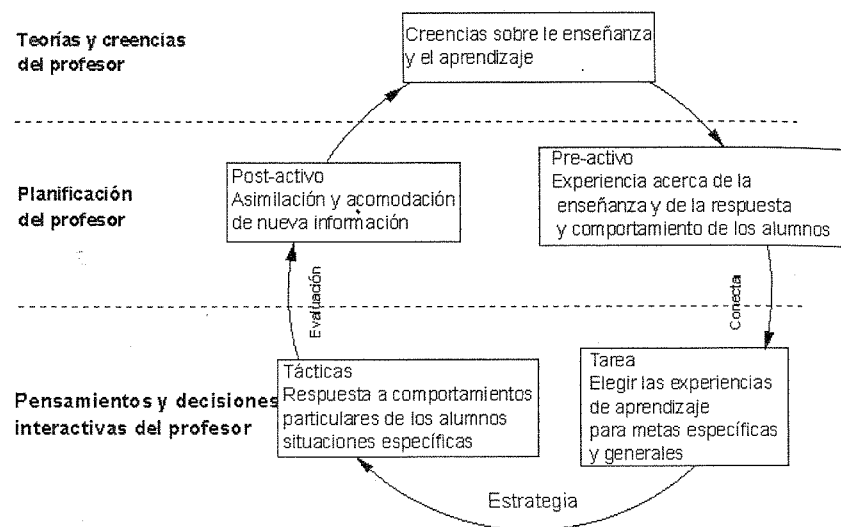 Teorías y creencias
del profesor
Creencias sobre le enseñanza
y el aprendizaje
Planificación
del profesor
Post-activo
Asimilación y acomodación
de nueva información
Pre-activo
Experiencia acerca de la
enseñanza y de la respuesta
y comportamiento de los alumnos
Evaluación
Conecta
Pensamientos y decisiones
interactivas del profesor
Tácticas
Respuesta a comportamientos
particulares de los alumnos
situaciones específicas
Tarea
Elegir las experiencias
de aprendizaje
para metas específicas
y generales
Estrategia